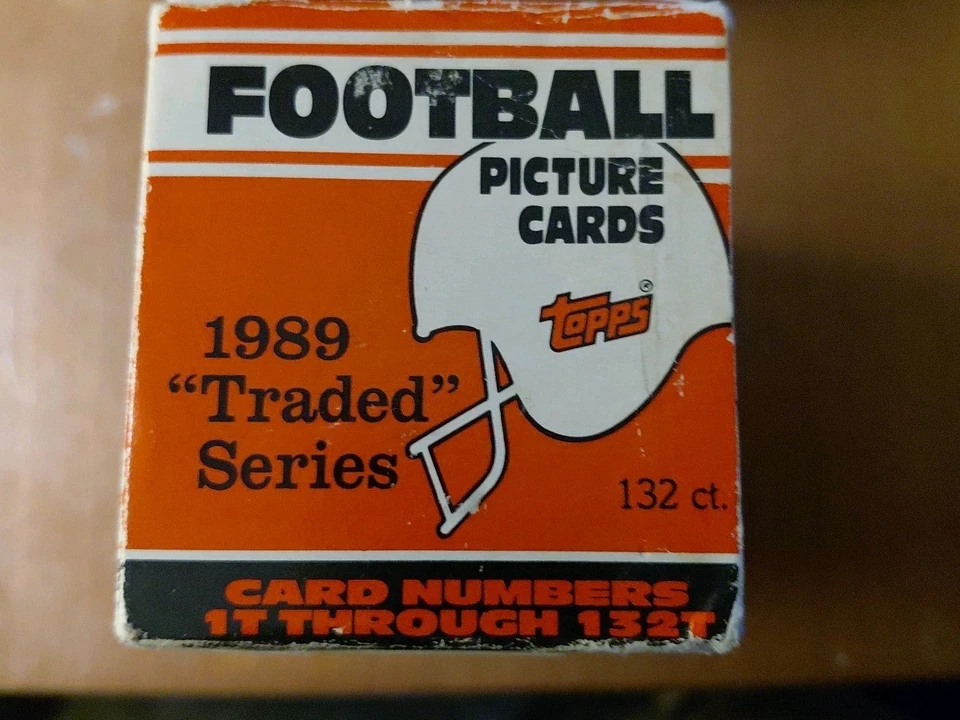 FOOTBALL
PICTURE
CARDS
topps®
1989
“Traded”
Series
132 ct.
CARD NUMBERS
1T THROUGH 132T